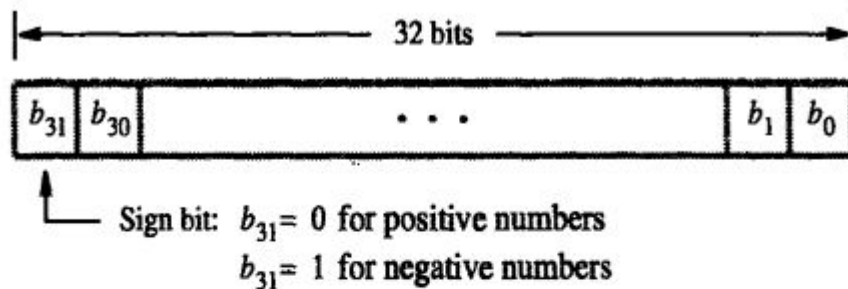 32 bits
b₃₁ b₃₀ • • • b₁ b₀
Sign bit: b₃₁= 0 for positive numbers
b₃₁= 1 for negative numbers